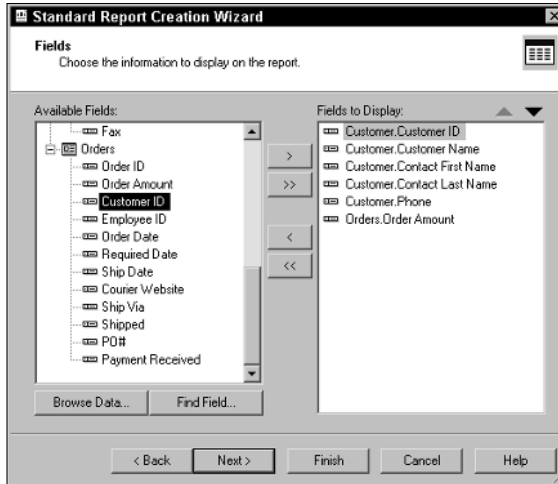 Standard Report Creation Wizard
Fields
Choose the information to display on the report.
Available Fields:
Fax
Orders
Order ID
Order Amount
Customer ID
Employee ID
Order Date
Required Date
Ship Date
Courier Website
Ship Via
Shipped
PO#
Payment Received
Browse Data...
Find Field...
>
>>
<
<<
Fields to Display:
Customer.Customer ID
Customer.Customer Name
Customer.Contact First Name
Customer.Contact Last Name
Customer.Phone
Orders.Order Amount
< Back
Next >
Finish
Cancel
Help